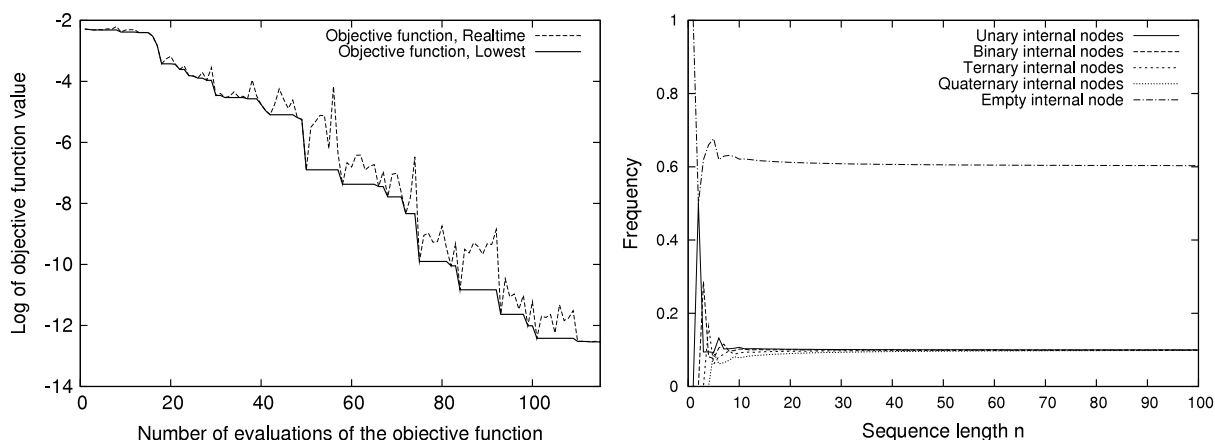 Log of objective function value
-2
-4
-6
-8
-10
-12
-14
0
20
40
60
80
100
Number of evaluations of the objective function
Objective function, Realtime
Objective function, Lowest
Frequency
1
0.8
0.6
0.4
0.2
0
0
10
20
30
40
50
60
70
80
90
100
Sequence length n
Unary internal nodes
Binary internal nodes
Ternary internal nodes
Quaternary internal nodes
Empty internal node